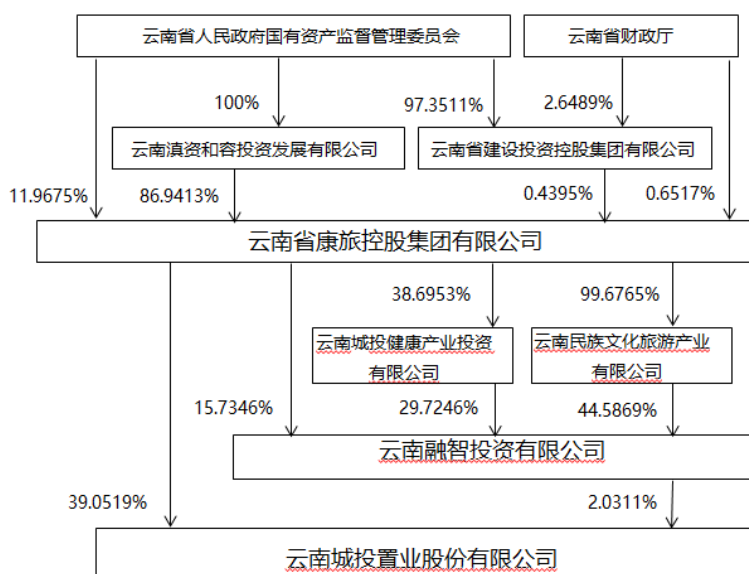 云南省人民政府国有资产监督管理委员会
云南省财政厅
100%
97.3511%
2.6489%
云南滇资和容投资发展有限公司
云南省建设投资控股集团有限公司
11.9675%
86.9413%
0.4395%
0.6517%
云南省康旅控股集团有限公司
38.6953%
99.6765%
云南城投健康产业投资
有限公司
云南民族文化旅游产业
有限公司
15.7346%
29.7246%
44.5869%
云南融智投资有限公司
39.0519%
2.0311%
云南城投置业股份有限公司